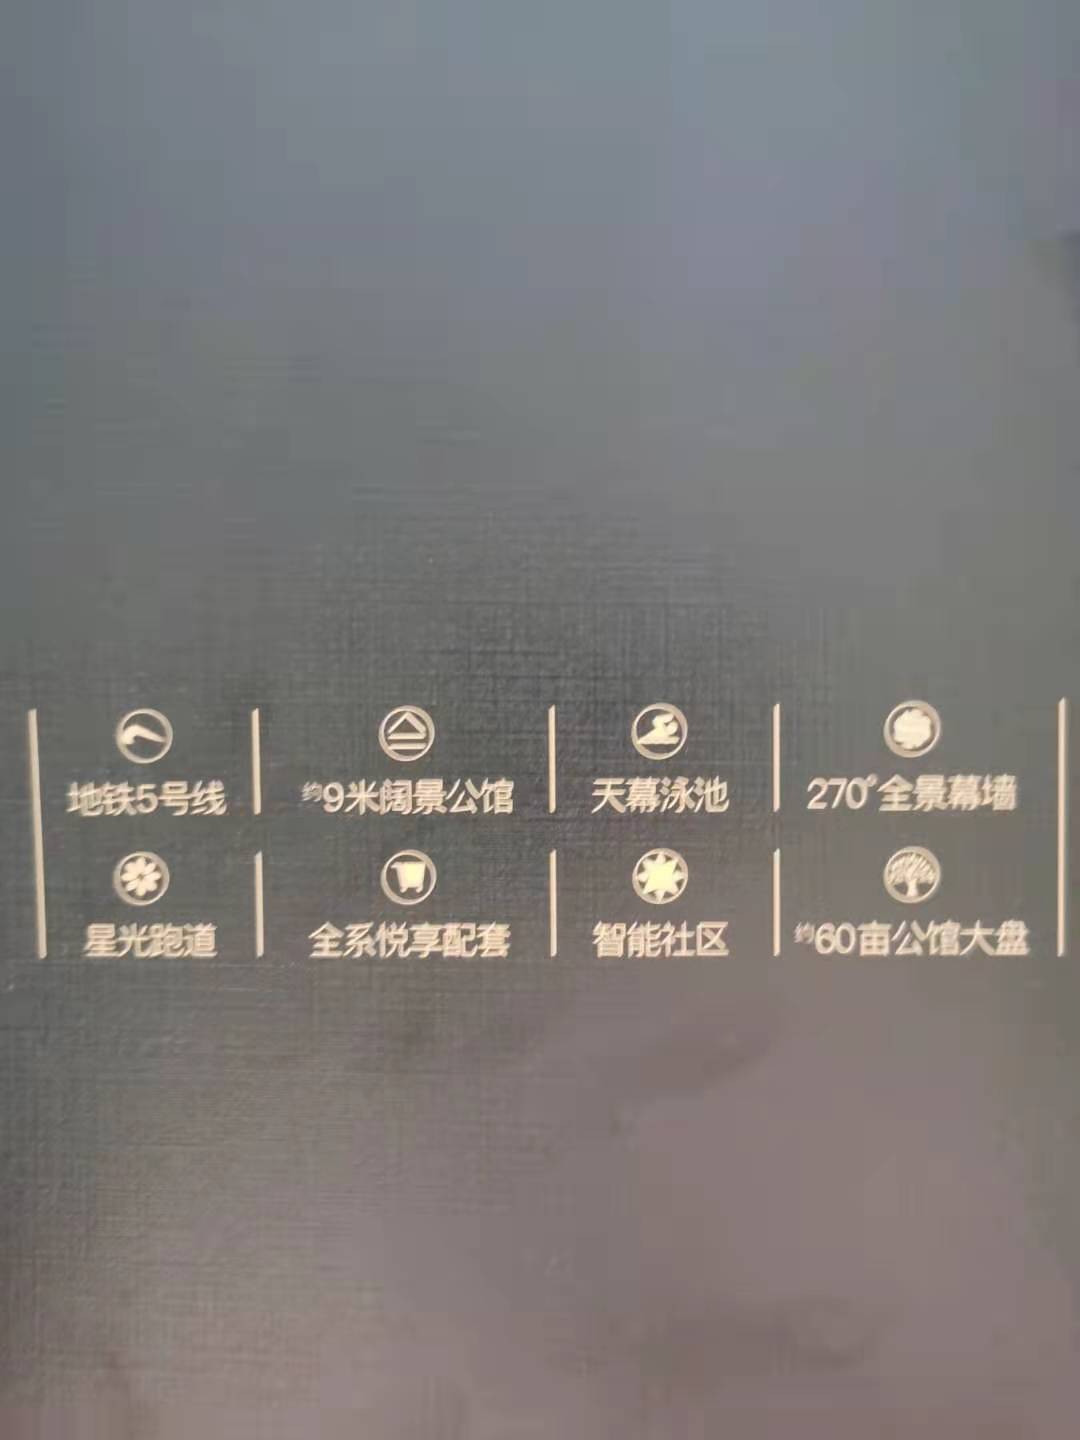 地铁5号线
约9米阔景公馆
天幕泳池
270°全景幕墙
星光跑道
全系悦享配套
智能社区
约60亩公馆大盘